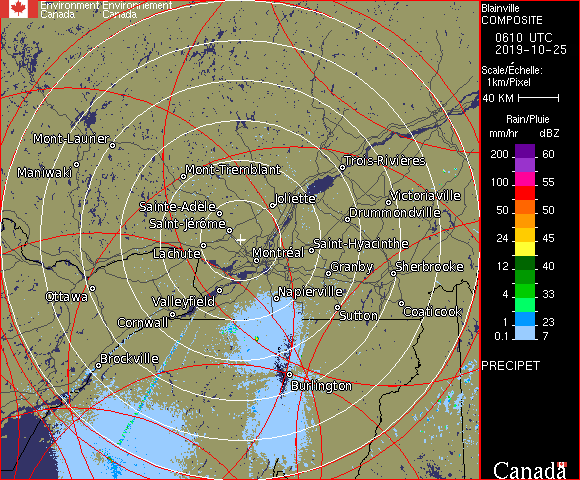 Environment Environnement
Canada Canada
Blainville
COMPOSITE
0610 UTC
2019-10-25
Scale/Échelle:
1km/Pixel
40 KM
Rain/Pluie
mm/hr dBZ
200 60
100 55
50 50
24 45
12 40
4 33
1 23
0.1 7
PRECIPET
Mont-Laurier
Maniwaki
Mont-Tremblant
Trois-Rivières
Joliette
Victoriaville
Sainte-Adèle
Drummondville
Saint-Jérôme
Lachute
Montréal
Saint-Hyacinthe
Granby
Sherbrooke
Ottawa
Valleyfield
Napierville
Cornwall
Sutton
Coaticook
Brockville
Burlington
Canada